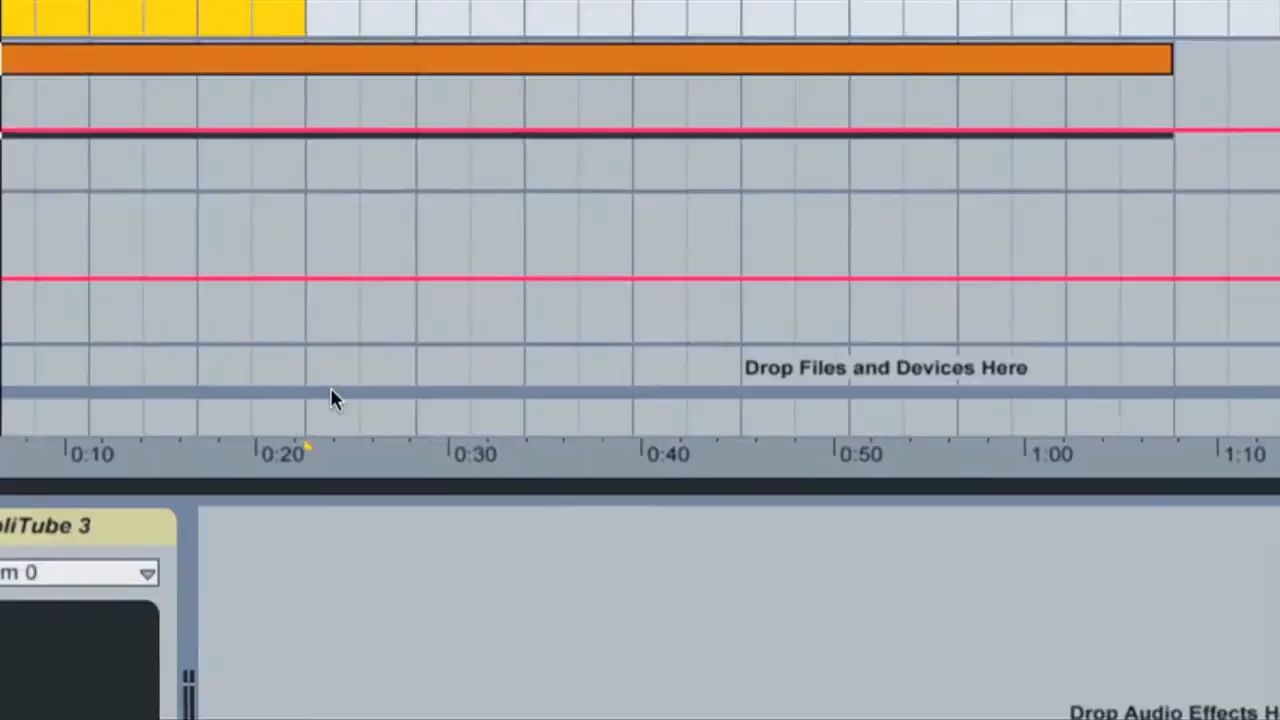 Drop Files and Devices Here
0:10 0:20 0:30 0:40 0:50 1:00 1:10
liTube 3
m 0
Drop Audio Effects H